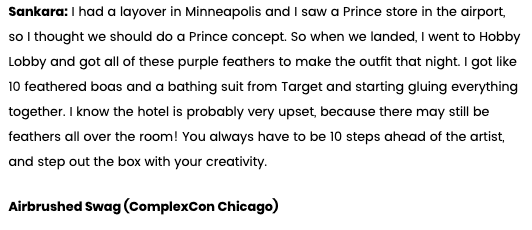 Sankara: I had a layover in Minneapolis and I saw a Prince store in the airport,
so I thought we should do a Prince concept. So when we landed, I went to Hobby
Lobby and got all of these purple feathers to make the outfit that night. I got like
10 feathered boas and a bathing suit from Target and starting gluing everything
together. I know the hotel is probably very upset, because there may still be
feathers all over the room! You always have to be 10 steps ahead of the artist,
and step out the box with your creativity.
Airbrushed Swag (ComplexCon Chicago)